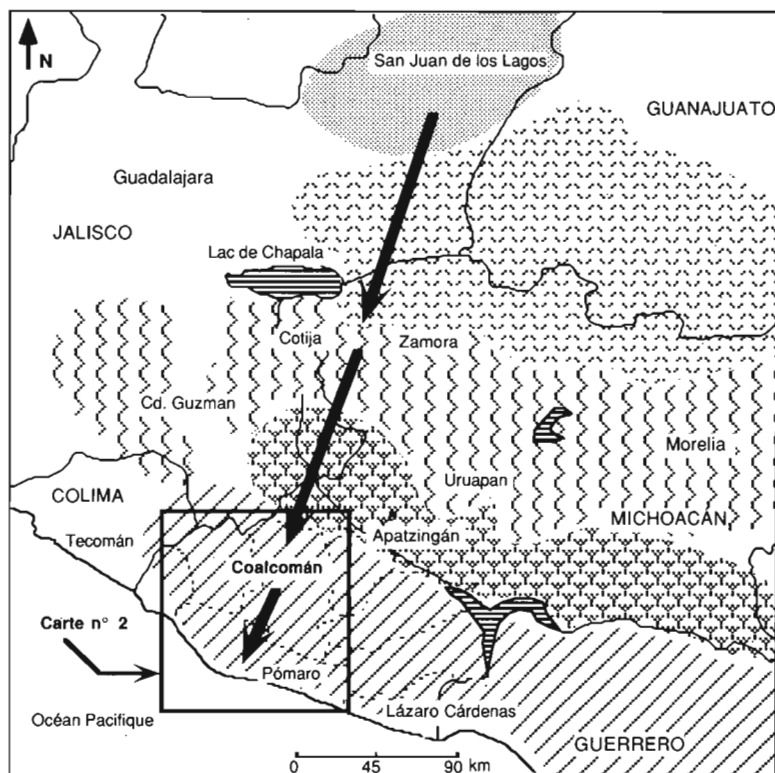 N
San Juan de los Lagos
GUANAJUATO
Guadalajara
JALISCO
Lac de Chapala
Cotija
Zamora
Cd. Guzman
Morelia
Uruapan
COLIMA
MICHOACÁN
Tecomán
Apatzingán
Coalcomán
Carte n° 2
Pómaro
Lázaro Cárdenas
Océan Pacifique
GUERRERO
0 45 90 km